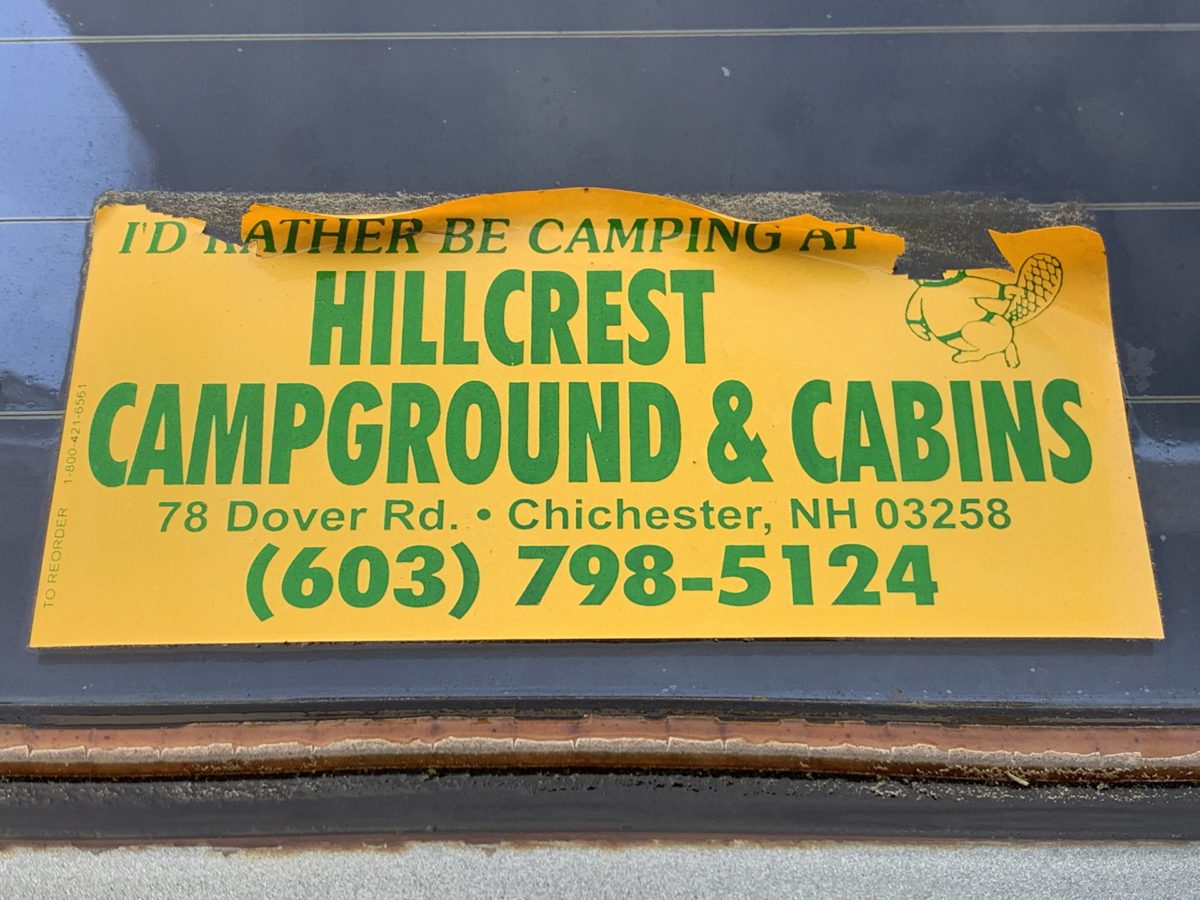 I'D RATHER BE CAMPING AT
HILLCREST
CAMPGROUND & CABINS
78 Dover Rd. • Chichester, NH 03258
(603) 798-5124
TO REORDER 1-800-421-6561